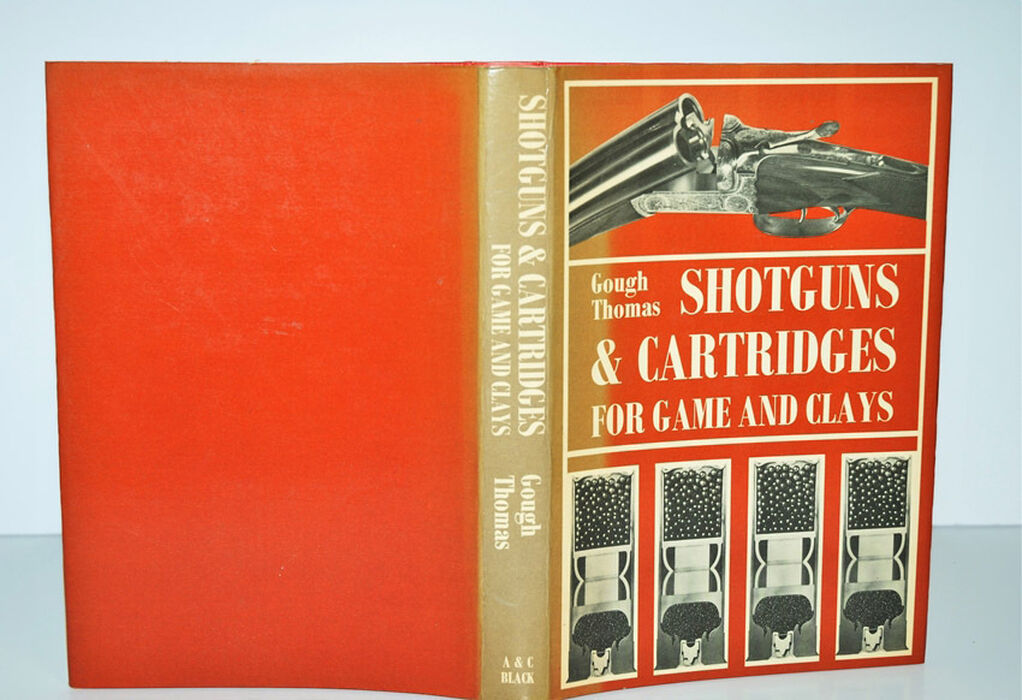 SHOTGUNS & CARTRIDGES
FOR GAME AND CLAYS
Gough
Thomas
A & C
BLACK
Gough
Thomas
SHOTGUNS
& CARTRIDGES
FOR GAME AND CLAYS